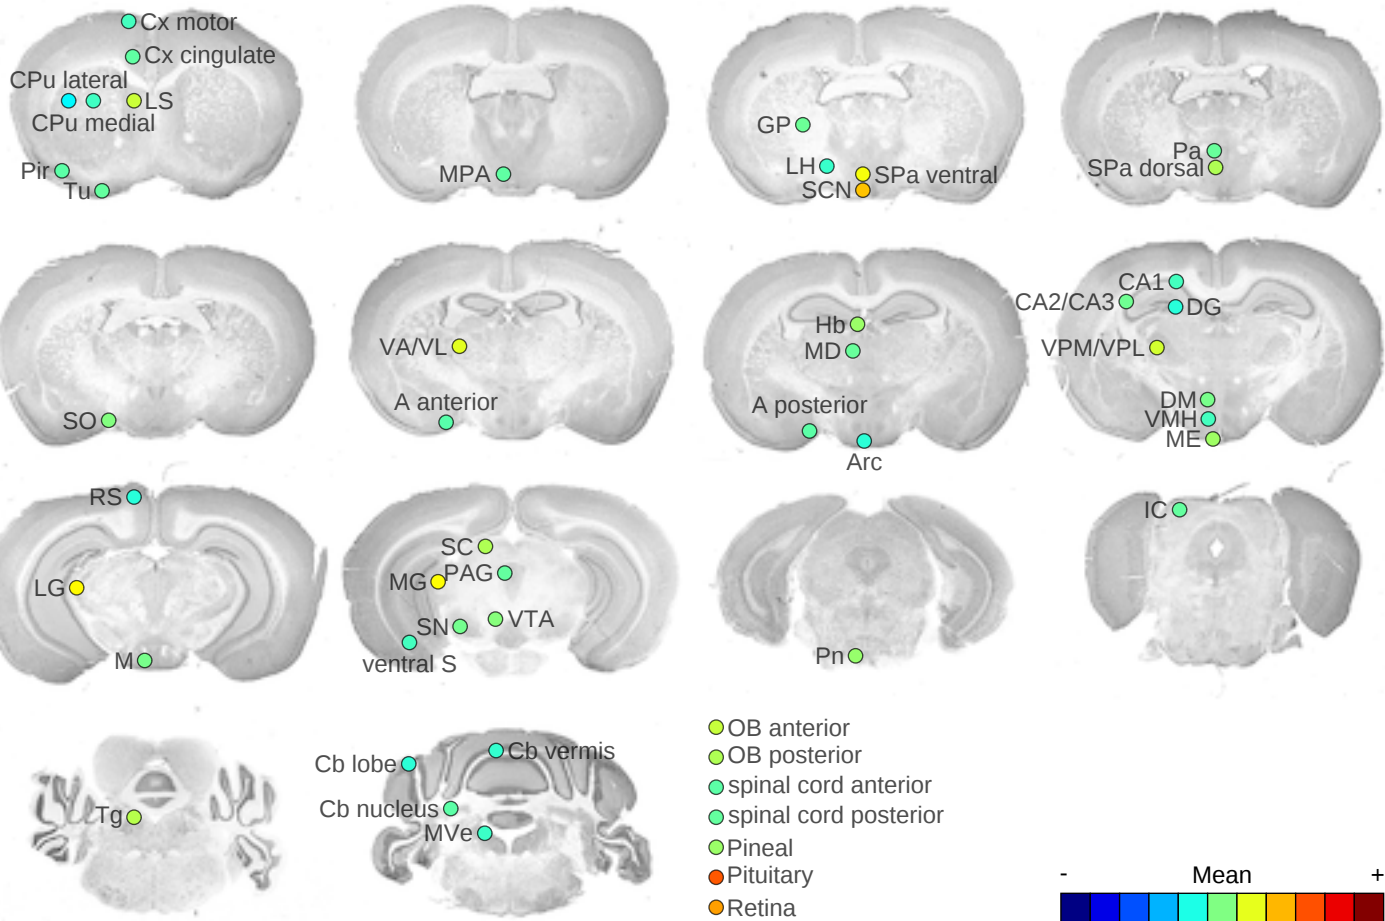 Cx motor
Cx cingulate
CPu lateral
LS
CPu medial
Pir
Tu
MPA
GP
LH
SPa ventral
SCN
Pa
SPa dorsal
SO
VA/VL
A anterior
Hb
MD
A posterior
Arc
CA1
CA2/CA3
DG
VPM/VPL
DM
VMH
ME
RS
LG
M
SC
PAG
MG
VTA
SN
ventral S
Pn
IC
Tg
Cb vermis
Cb lobe
Cb nucleus
MVe
OB anterior
OB posterior
spinal cord anterior
spinal cord posterior
Pineal
Pituitary
Retina
- Mean +